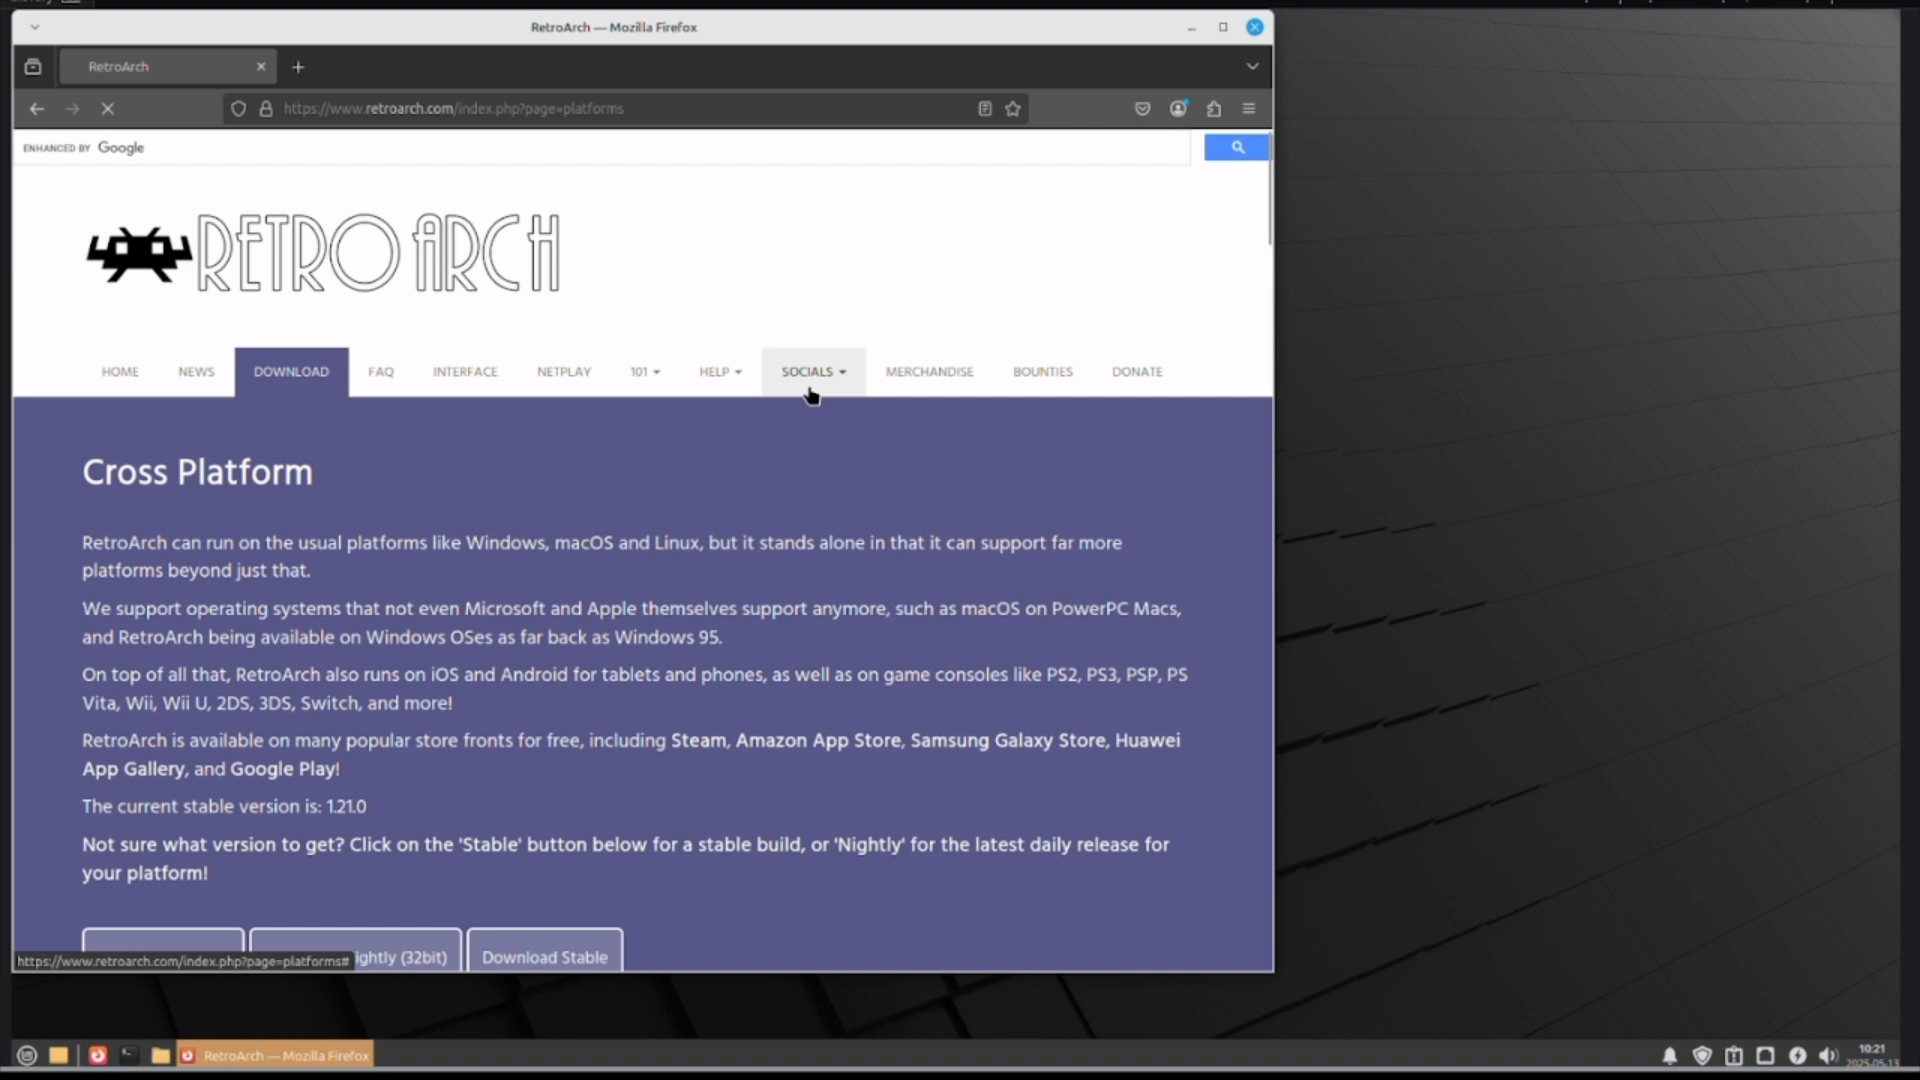 RetroArch — Mozilla Firefox
RetroArch
https://www.retroarch.com/index.php?page=platforms
ENHANCED BY Google
RETROARCH
HOME NEWS DOWNLOAD FAQ INTERFACE NETPLAY 101 HELP SOCIALS MERCHANDISE BOUNTIES DONATE
Cross Platform
RetroArch can run on the usual platforms like Windows, macOS and Linux, but it stands alone in that it can support far more
platforms beyond just that.
We support operating systems that not even Microsoft and Apple themselves support anymore, such as macOS on PowerPC Macs,
and RetroArch being available on Windows OSes as far back as Windows 95.
On top of all that, RetroArch also runs on iOS and Android for tablets and phones, as well as on game consoles like PS2, PS3, PSP, PS
Vita, Wii, Wii U, 2DS, 3DS, Switch, and more!
RetroArch is available on many popular store fronts for free, including Steam, Amazon App Store, Samsung Galaxy Store, Huawei
App Gallery, and Google Play!
The current stable version is: 1.21.0
Not sure what version to get? Click on the 'Stable' button below for a stable build, or 'Nightly' for the latest daily release for
your platform!
ightly (32bit) Download Stable
https://www.retroarch.com/index.php?page=platforms#
RetroArch — Mozilla Firefox
10:21
2025-05-13